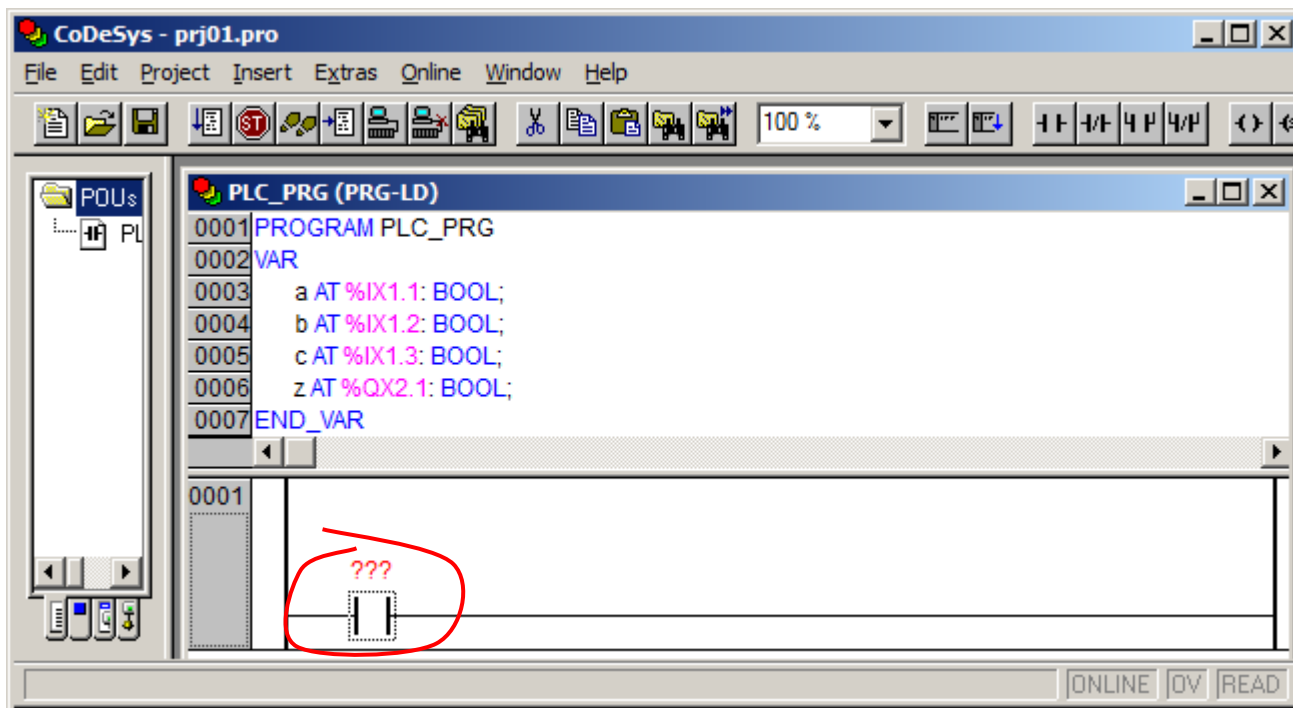 CoDeSys - prj01.pro
File Edit Project Insert Extras Online Window Help
ST 100 %
POUs
PL
PLC_PRG (PRG-LD)
0001 PROGRAM PLC_PRG
0002 VAR
0003 a AT %IX1.1: BOOL;
0004 b AT %IX1.2: BOOL;
0005 c AT %IX1.3: BOOL;
0006 z AT %QX2.1: BOOL;
0007 END_VAR
0001
???
ONLINE OV READ